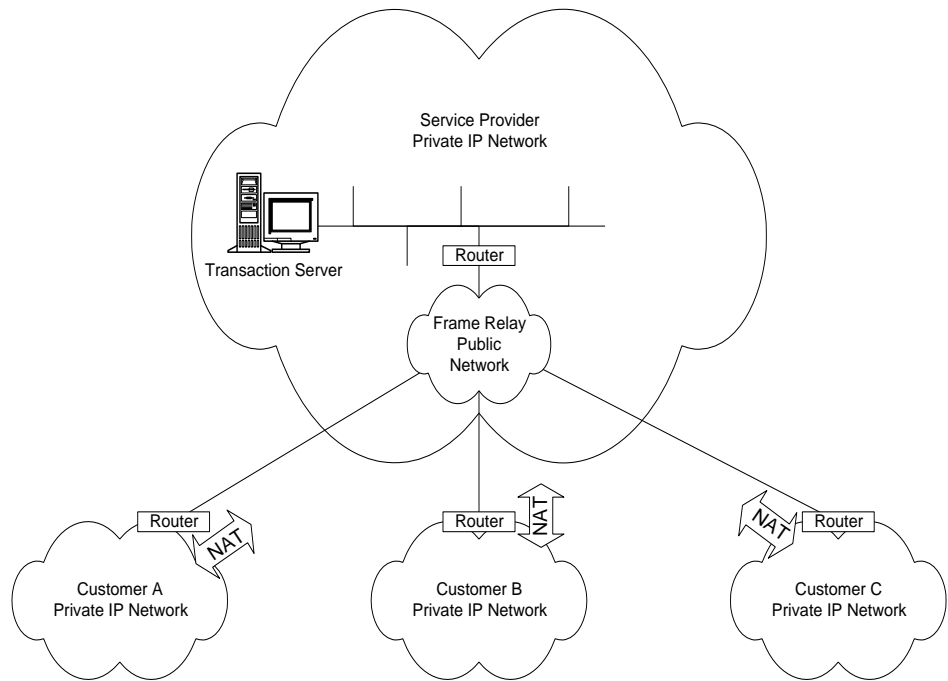 Service Provider
Private IP Network
Transaction Server
Router
Frame Relay
Public
Network
Router
NAT
Router
NAT
NAT
Router
Customer A
Private IP Network
Customer B
Private IP Network
Customer C
Private IP Network